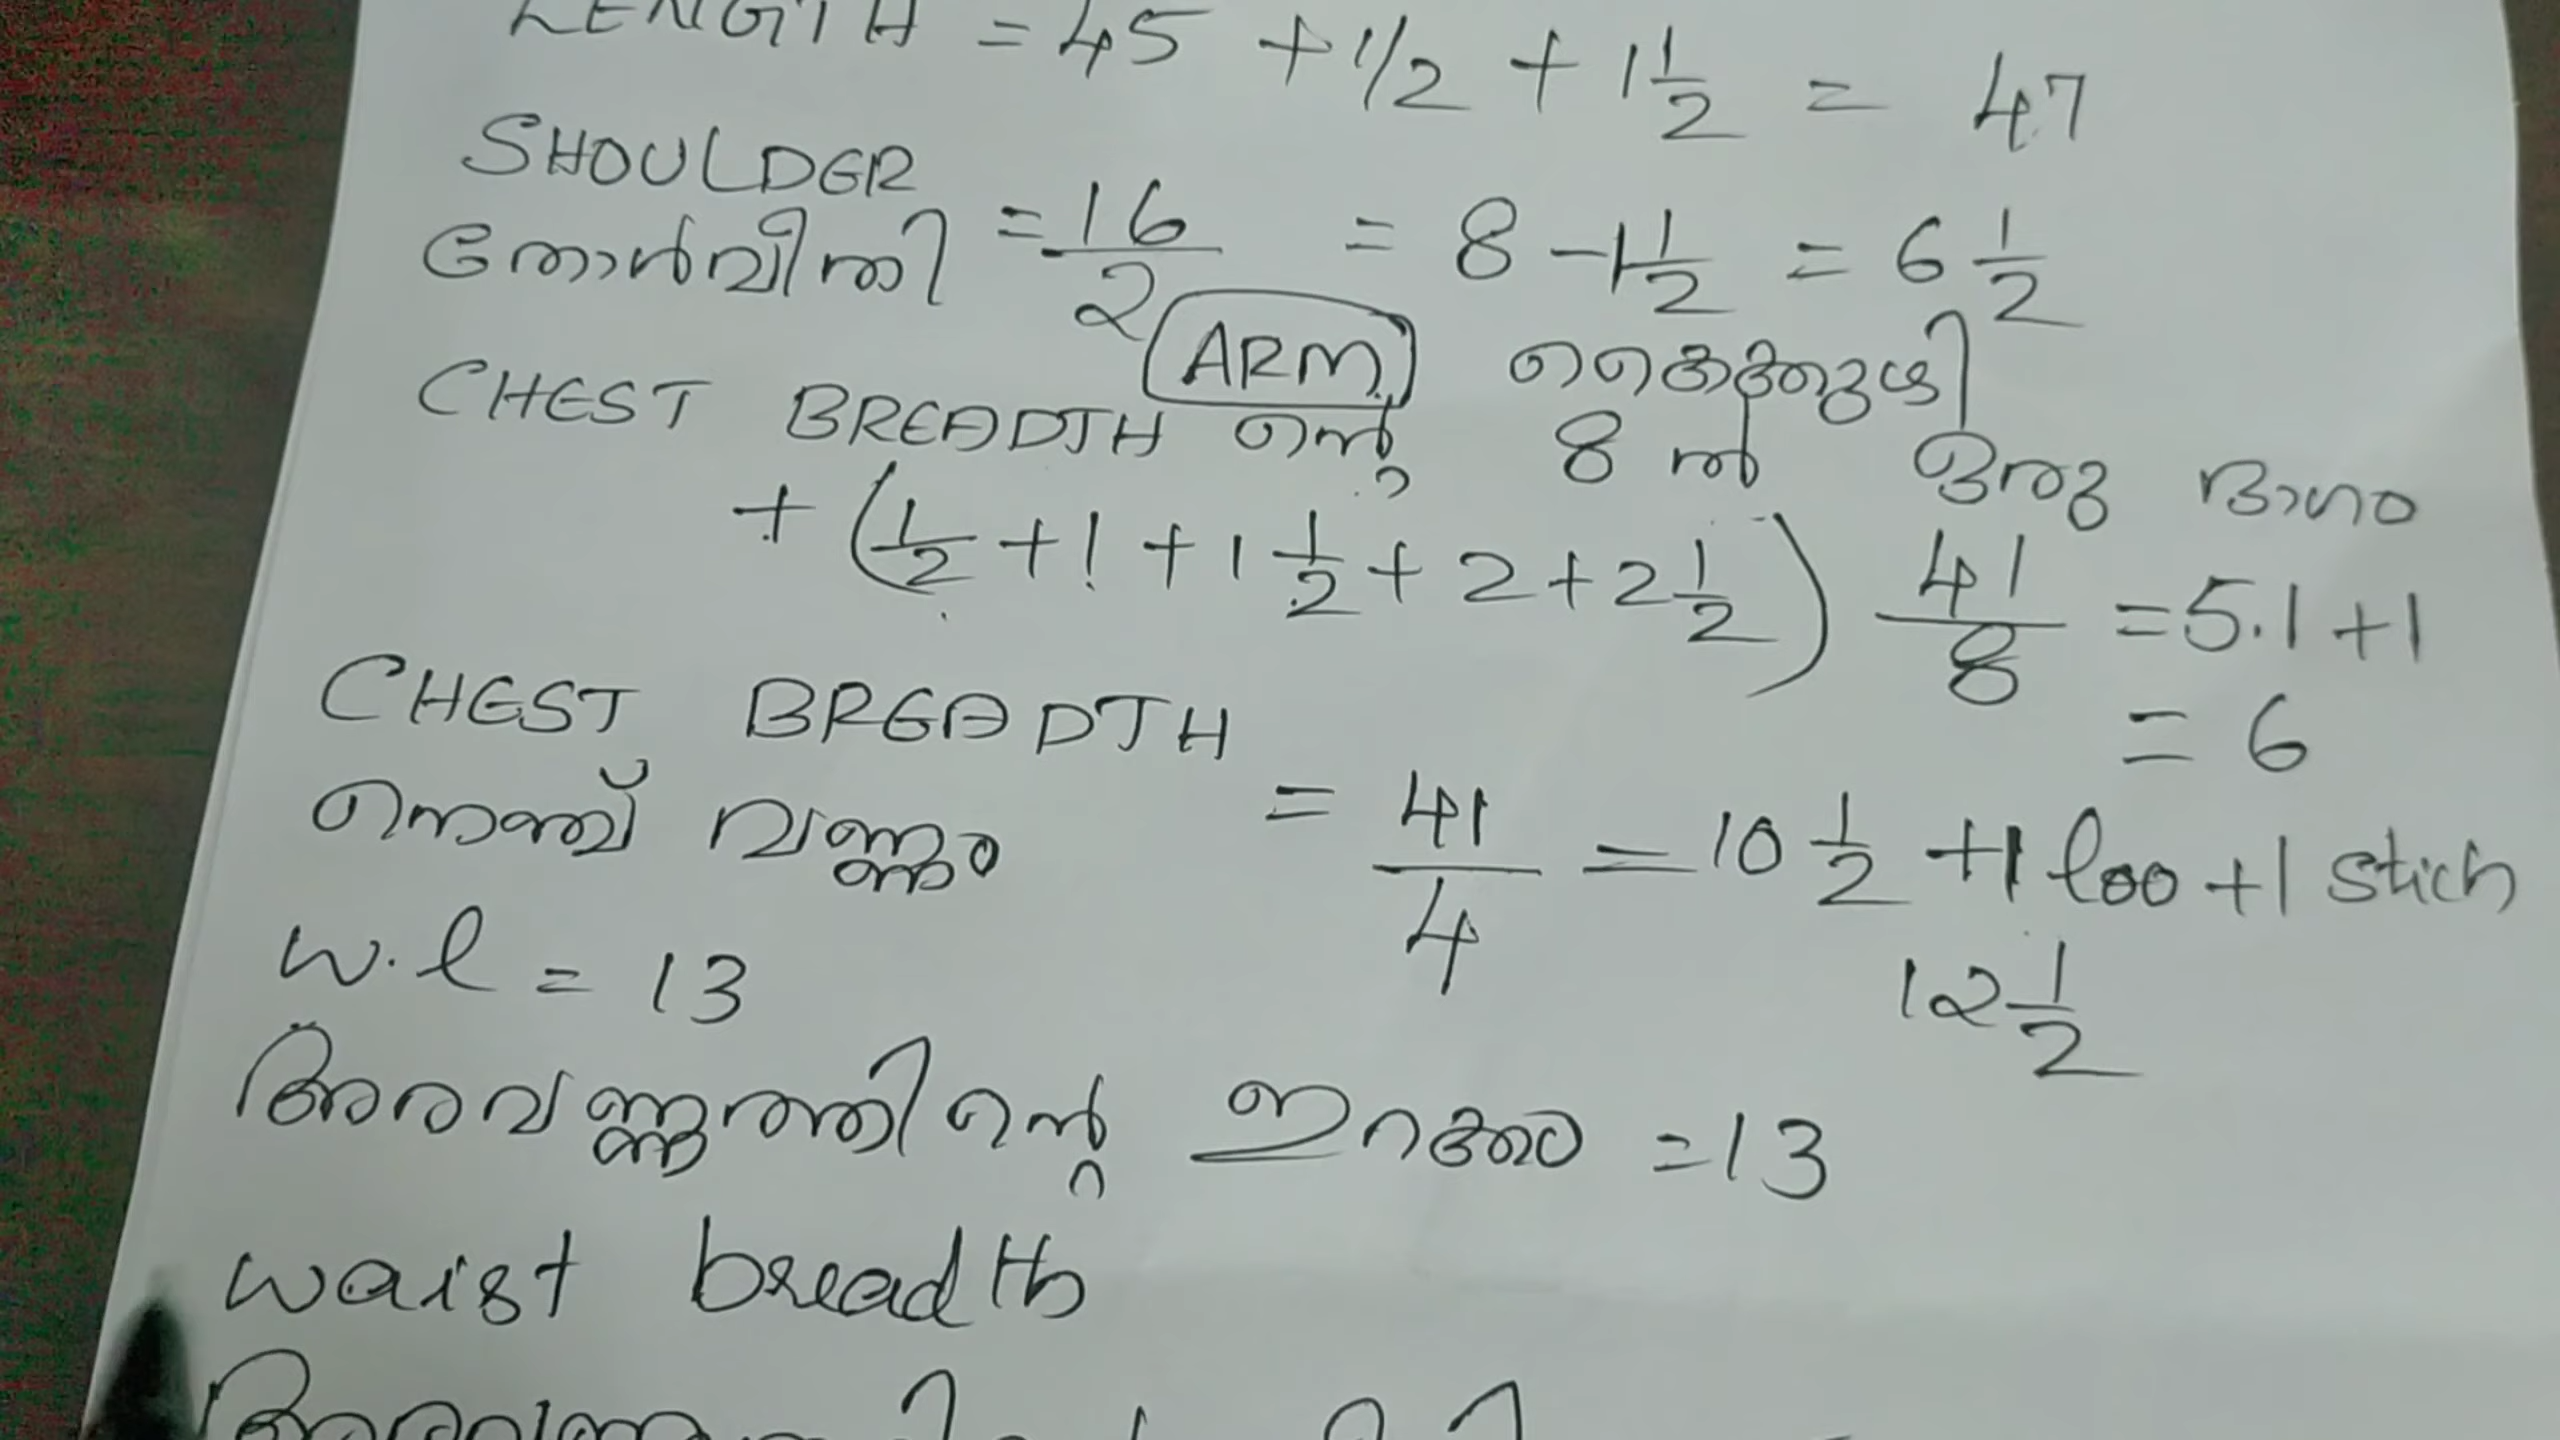 LENGTH = 45 + 1/2 + 1 1/2 = 47
SHOULDER
തോൾവീതി = 16/2 = 8 - 1 1/2 = 6 1/2
ARM കൈക്കുഴി
CHEST BREADTH ന്റെ 8 ൽ ഒരു ഭാഗം
+ (1/2 + 1 + 1 1/2 + 2 + 2 1/2) 41/8 = 5.1 + 1
= 6
CHEST BREADTH
നെഞ്ച് വണ്ണം = 41/4 = 10 1/2 + 1 loo + 1 stich
12 1/2
W.l = 13
അരവണ്ണത്തിന്റെ ഇറക്കം = 13
waist breadth